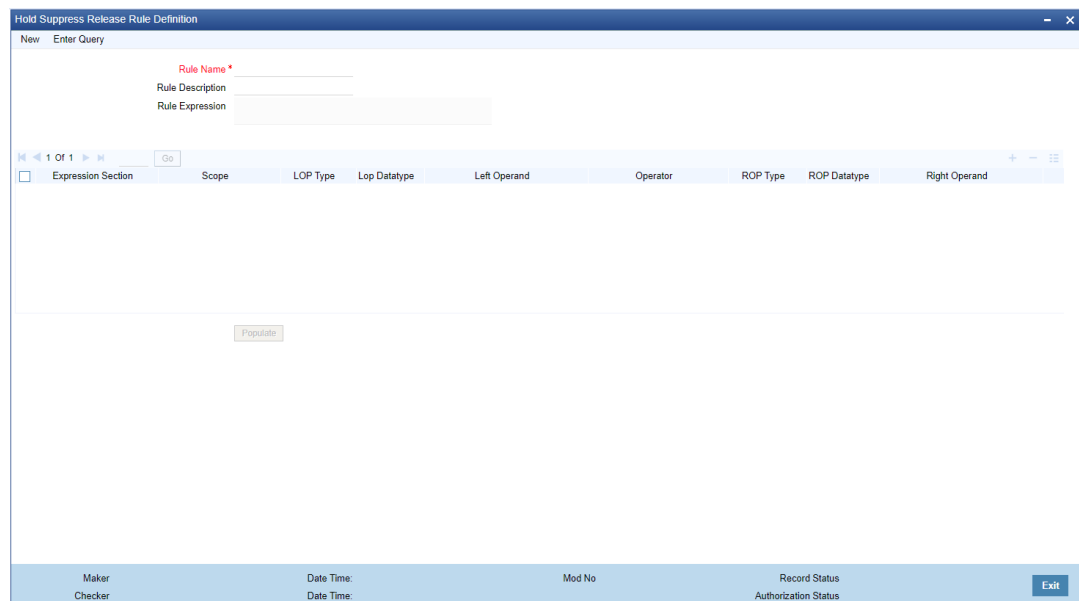 Hold Suppress Release Rule Definition
New Enter Query
Rule Name *
Rule Description
Rule Expression
1 Of 1 Go
Expression Section Scope LOP Type Lop Datatype Left Operand Operator ROP Type ROP Datatype Right Operand
Populate
Maker Date Time: Mod No Record Status
Exit
Checker Date Time: Authorization Status